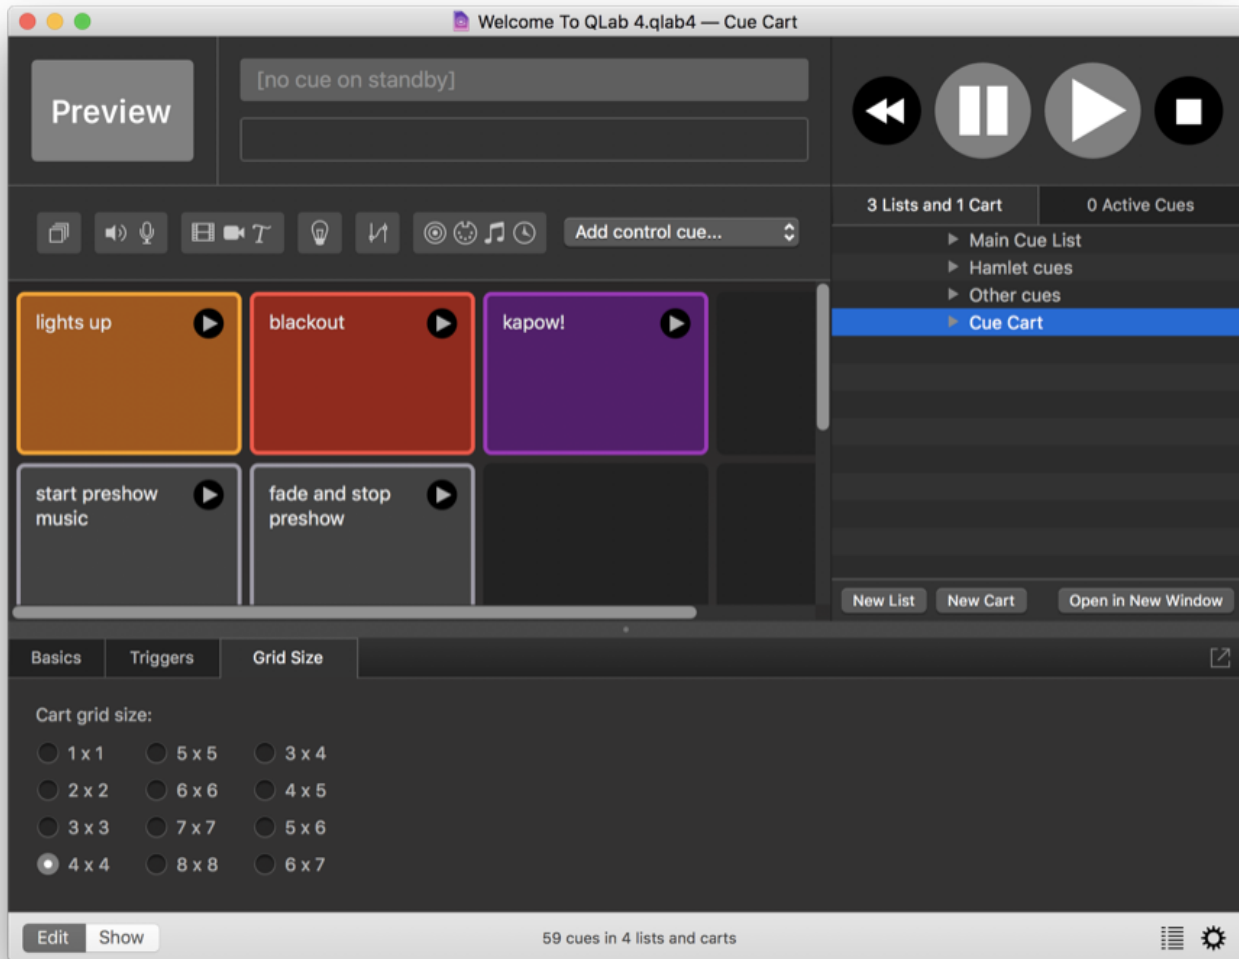 Welcome To QLab 4.qlab4 — Cue Cart
Preview
[no cue on standby]
3 Lists and 1 Cart
0 Active Cues
Add control cue...
Main Cue List
Hamlet cues
Other cues
Cue Cart
lights up
blackout
kapow!
start preshow
music
fade and stop
preshow
New List
New Cart
Open in New Window
Basics
Triggers
Grid Size
Cart grid size:
1 x 1
5 x 5
3 x 4
2 x 2
6 x 6
4 x 5
3 x 3
7 x 7
5 x 6
4 x 4
8 x 8
6 x 7
Edit
Show
59 cues in 4 lists and carts